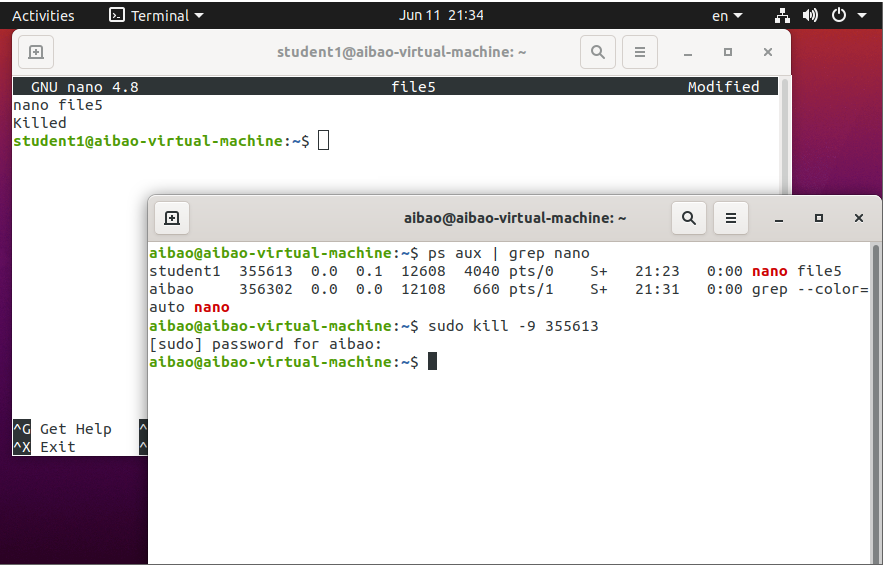 Activities Terminal Jun 11 21:34 en
student1@aibao-virtual-machine: ~
GNU nano 4.8 file5 Modified
nano file5
Killed
student1@aibao-virtual-machine:~$
aibao@aibao-virtual-machine: ~
aibao@aibao-virtual-machine:~$ ps aux | grep nano
student1 355613 0.0 0.1 12608 4040 pts/0 S+ 21:23 0:00 nano file5
aibao 356302 0.0 0.0 12108 660 pts/1 S+ 21:31 0:00 grep --color=
auto nano
aibao@aibao-virtual-machine:~$ sudo kill -9 355613
[sudo] password for aibao:
aibao@aibao-virtual-machine:~$
^G Get Help ^
^X Exit ^